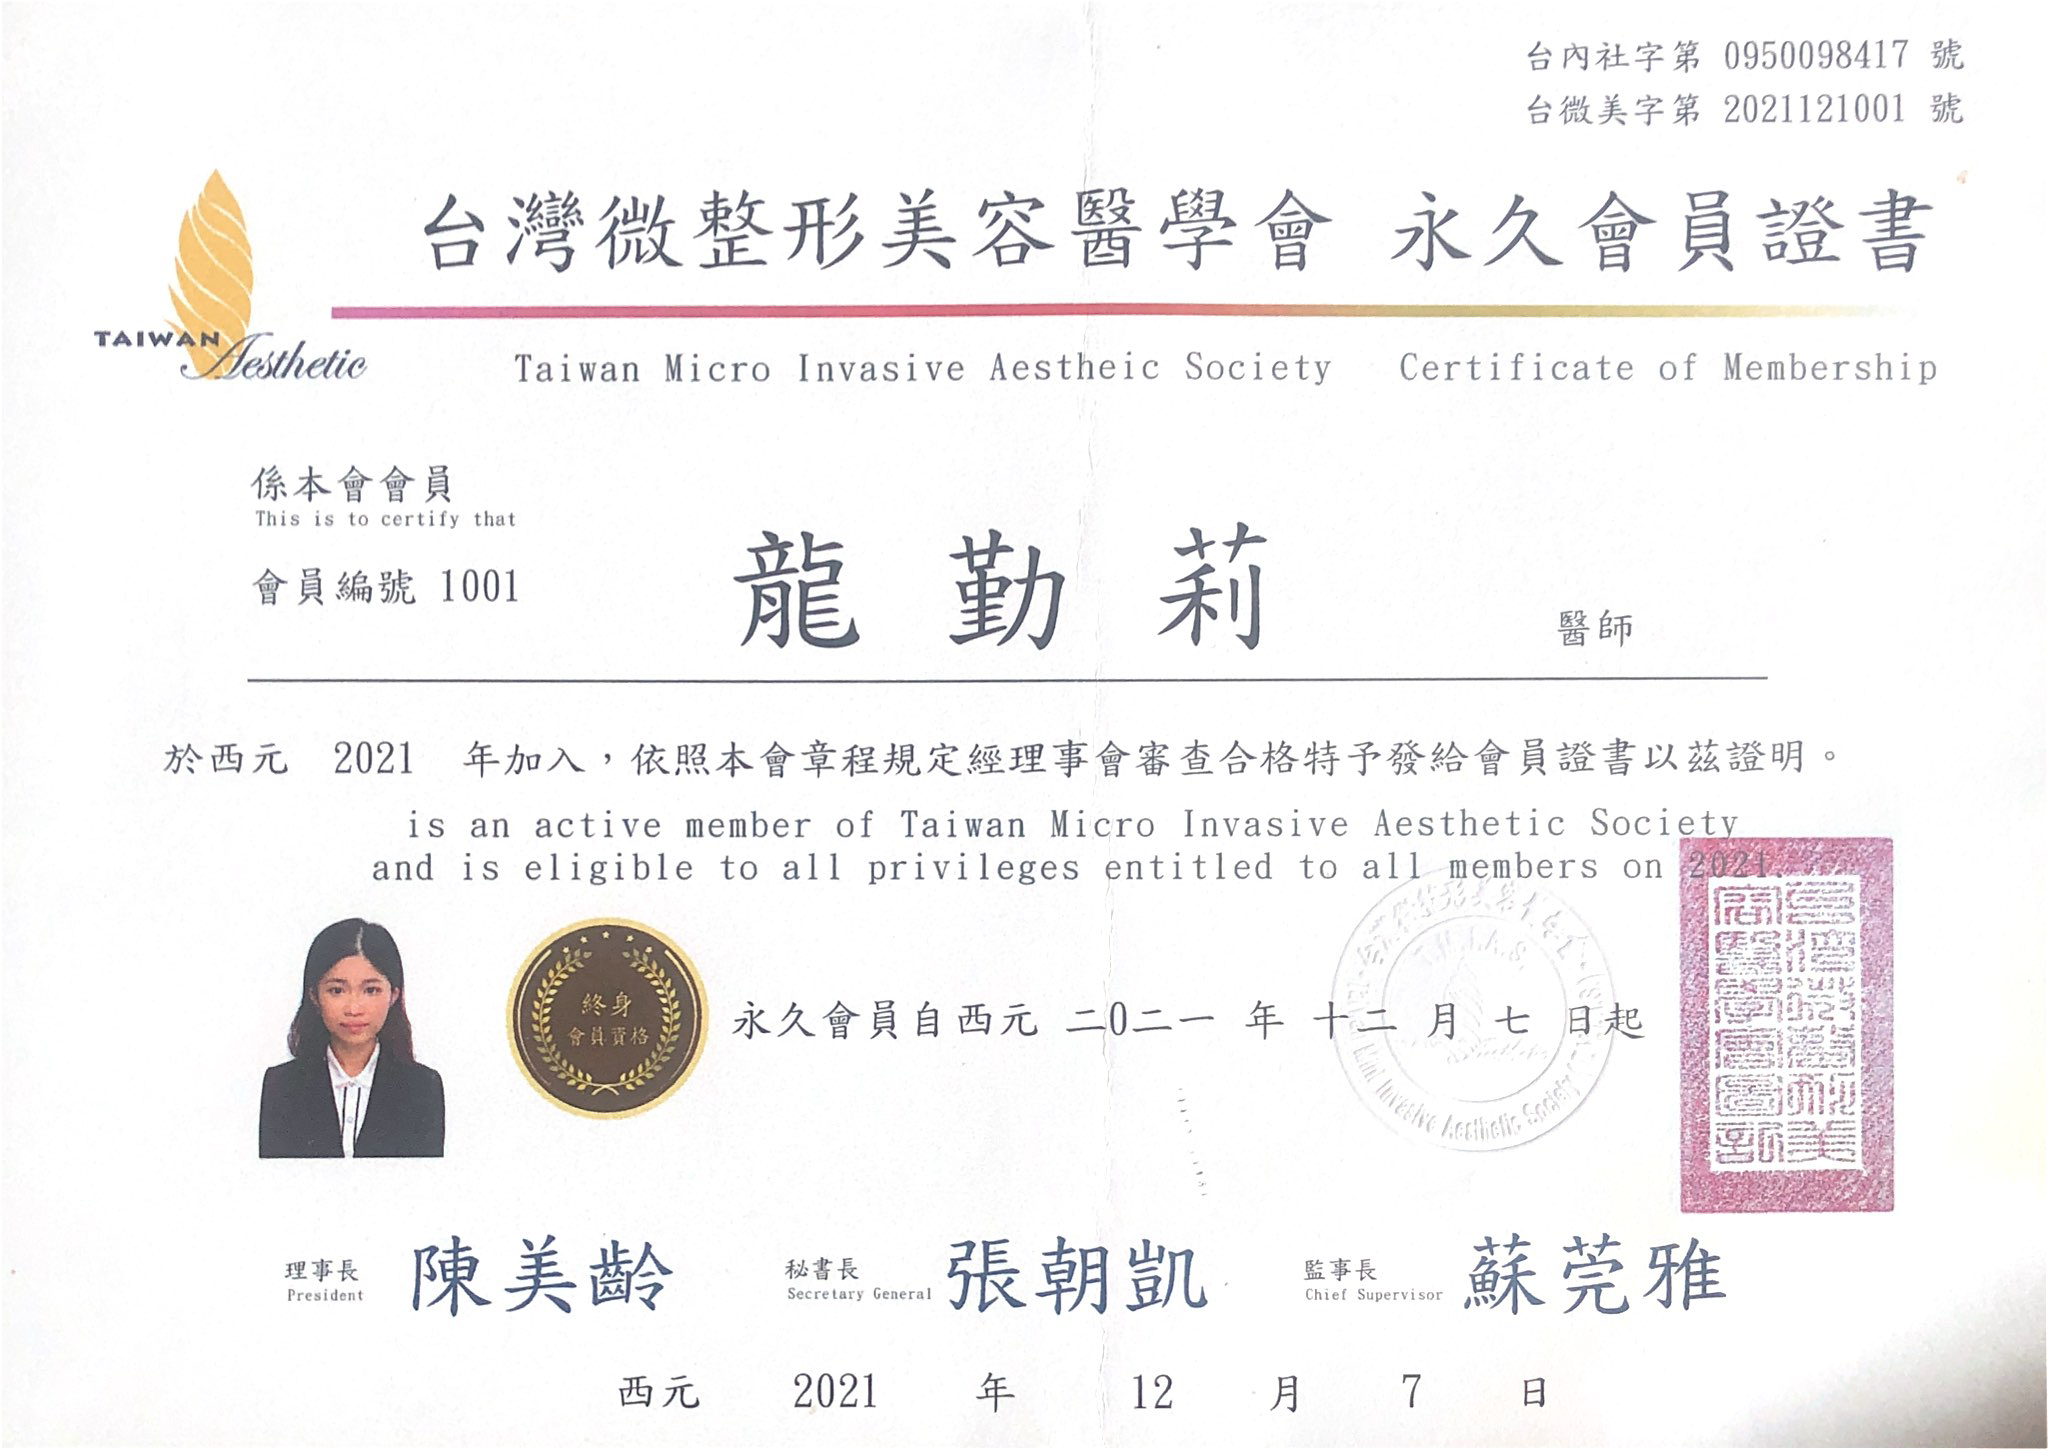 台內社字第 0950098417 號
台微美字第 2021121001 號
台灣微整形美容醫學會 永久會員證書
TAIWAN
Aesthetic
Taiwan Micro Invasive Aestheic Society Certificate of Membership
係本會會員
This is to certify that
會員編號 1001
龍勤莉
醫師
於西元 2021 年加入，依照本會章程規定經理事會審查合格特予發給會員證書以茲證明。
is an active member of Taiwan Micro Invasive Aesthetic Society
and is eligible to all privileges entitled to all members on 2021.
終身
會員資格
永久會員自西元 二0二一 年 十二 月 七 日起
T.M.I.A.S
Invasive Aesthetic Society
理事長
President
陳美齡
秘書長
Secretary General
張朝凱
監事長
Chief Supervisor
蘇莞雅
西元 2021 年 12 月 7 日